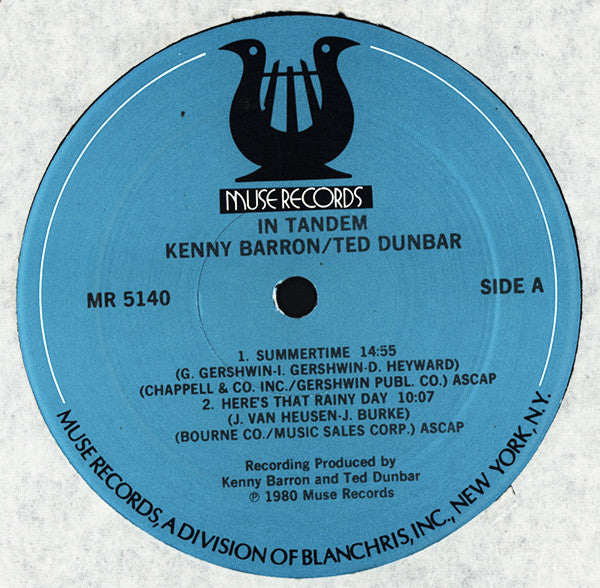 MUSE RECORDS
IN TANDEM
KENNY BARRON/TED DUNBAR
MR 5140
SIDE A
1. SUMMERTIME 14:55
(G. GERSHWIN-I. GERSHWIN-D. HEYWARD)
(CHAPPELL & CO. INC./GERSHWIN PUBL. CO.) ASCAP
2. HERE'S THAT RAINY DAY 10:07
(J. VAN HEUSEN-J. BURKE)
(BOURNE CO./MUSIC SALES CORP.) ASCAP
Recording Produced by
Kenny Barron and Ted Dunbar
℗ 1980 Muse Records
MUSE RECORDS, A DIVISION OF BLANCHRIS, INC., NEW YORK, N.Y.